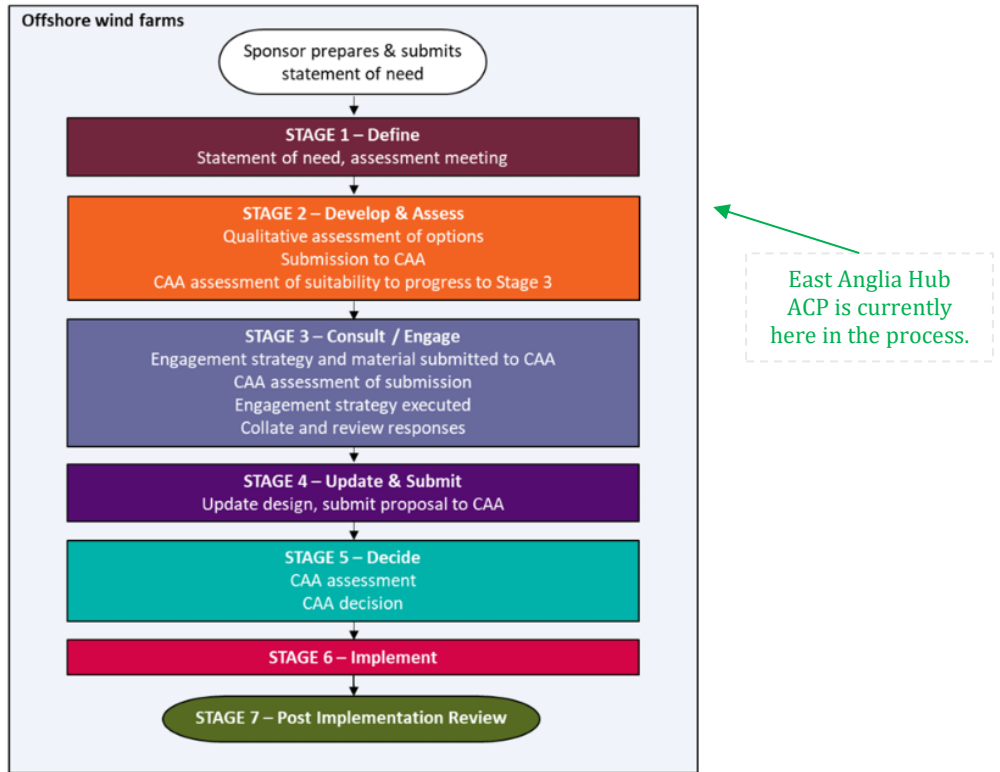 Offshore wind farms
Sponsor prepares & submits
statement of need
STAGE 1 – Define
Statement of need, assessment meeting
STAGE 2 – Develop & Assess
Qualitative assessment of options
Submission to CAA
CAA assessment of suitability to progress to Stage 3
East Anglia Hub
ACP is currently
here in the process.
STAGE 3 – Consult / Engage
Engagement strategy and material submitted to CAA
CAA assessment of submission
Engagement strategy executed
Collate and review responses
STAGE 4 – Update & Submit
Update design, submit proposal to CAA
STAGE 5 – Decide
CAA assessment
CAA decision
STAGE 6 – Implement
STAGE 7 – Post Implementation Review